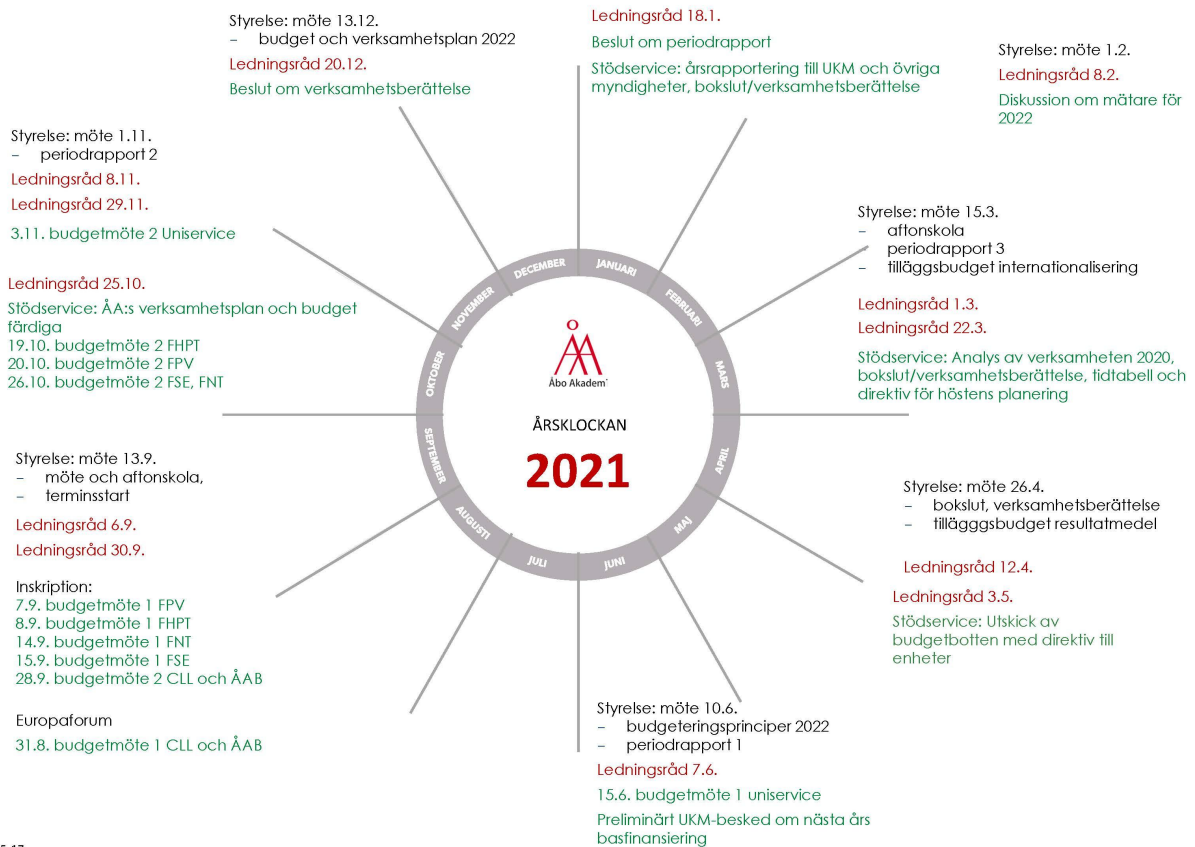 Styrelse: möte 13.12.
– budget och verksamhetsplan 2022
Ledningsråd 20.12.
Beslut om verksamhetsberättelse
Ledningsråd 18.1.
Beslut om periodrapport
Stödservice: årsrapportering till UKM och övriga
myndigheter, bokslut/verksamhetsberättelse
Styrelse: möte 1.2.
Ledningsråd 8.2.
Diskussion om mätare för
2022
Styrelse: möte 1.11.
– periodrapport 2
Ledningsråd 8.11.
Ledningsråd 29.11.
3.11. budgetmöte 2 Uniservice
Styrelse: möte 15.3.
– aftonskola
– periodrapport 3
– tilläggsbudget internationalisering
Ledningsråd 1.3.
Ledningsråd 22.3.
Stödservice: Analys av verksamheten 2020,
bokslut/verksamhetsberättelse, tidtabell och
direktiv för höstens planering
Ledningsråd 25.10.
Stödservice: ÅA:s verksamhetsplan och budget
färdiga
19.10. budgetmöte 2 FHPT
20.10. budgetmöte 2 FPV
26.10. budgetmöte 2 FSE, FNT
JANUARI
FEBRUARI
MARS
APRIL
MAJ
JUNI
JULI
AUGUSTI
SEPTEMBER
OKTOBER
NOVEMBER
DECEMBER
Åbo Akademi
ÅRSKLOCKAN
2021
Styrelse: möte 13.9.
– möte och aftonskola,
– terminsstart
Ledningsråd 6.9.
Ledningsråd 30.9.
Inskription:
7.9. budgetmöte 1 FPV
8.9. budgetmöte 1 FHPT
14.9. budgetmöte 1 FNT
15.9. budgetmöte 1 FSE
28.9. budgetmöte 2 CLL och ÅAB
Europaforum
31.8. budgetmöte 1 CLL och ÅAB
Styrelse: möte 26.4.
– bokslut, verksamhetsberättelse
– tillägggsbudget resultatmedel
Ledningsråd 12.4.
Ledningsråd 3.5.
Stödservice: Utskick av
budgetbotten med direktiv till
enheter
Styrelse: möte 10.6.
– budgeteringsprinciper 2022
– periodrapport 1
Ledningsråd 7.6.
15.6. budgetmöte 1 uniservice
Preliminärt UKM-besked om nästa års
basfinansiering